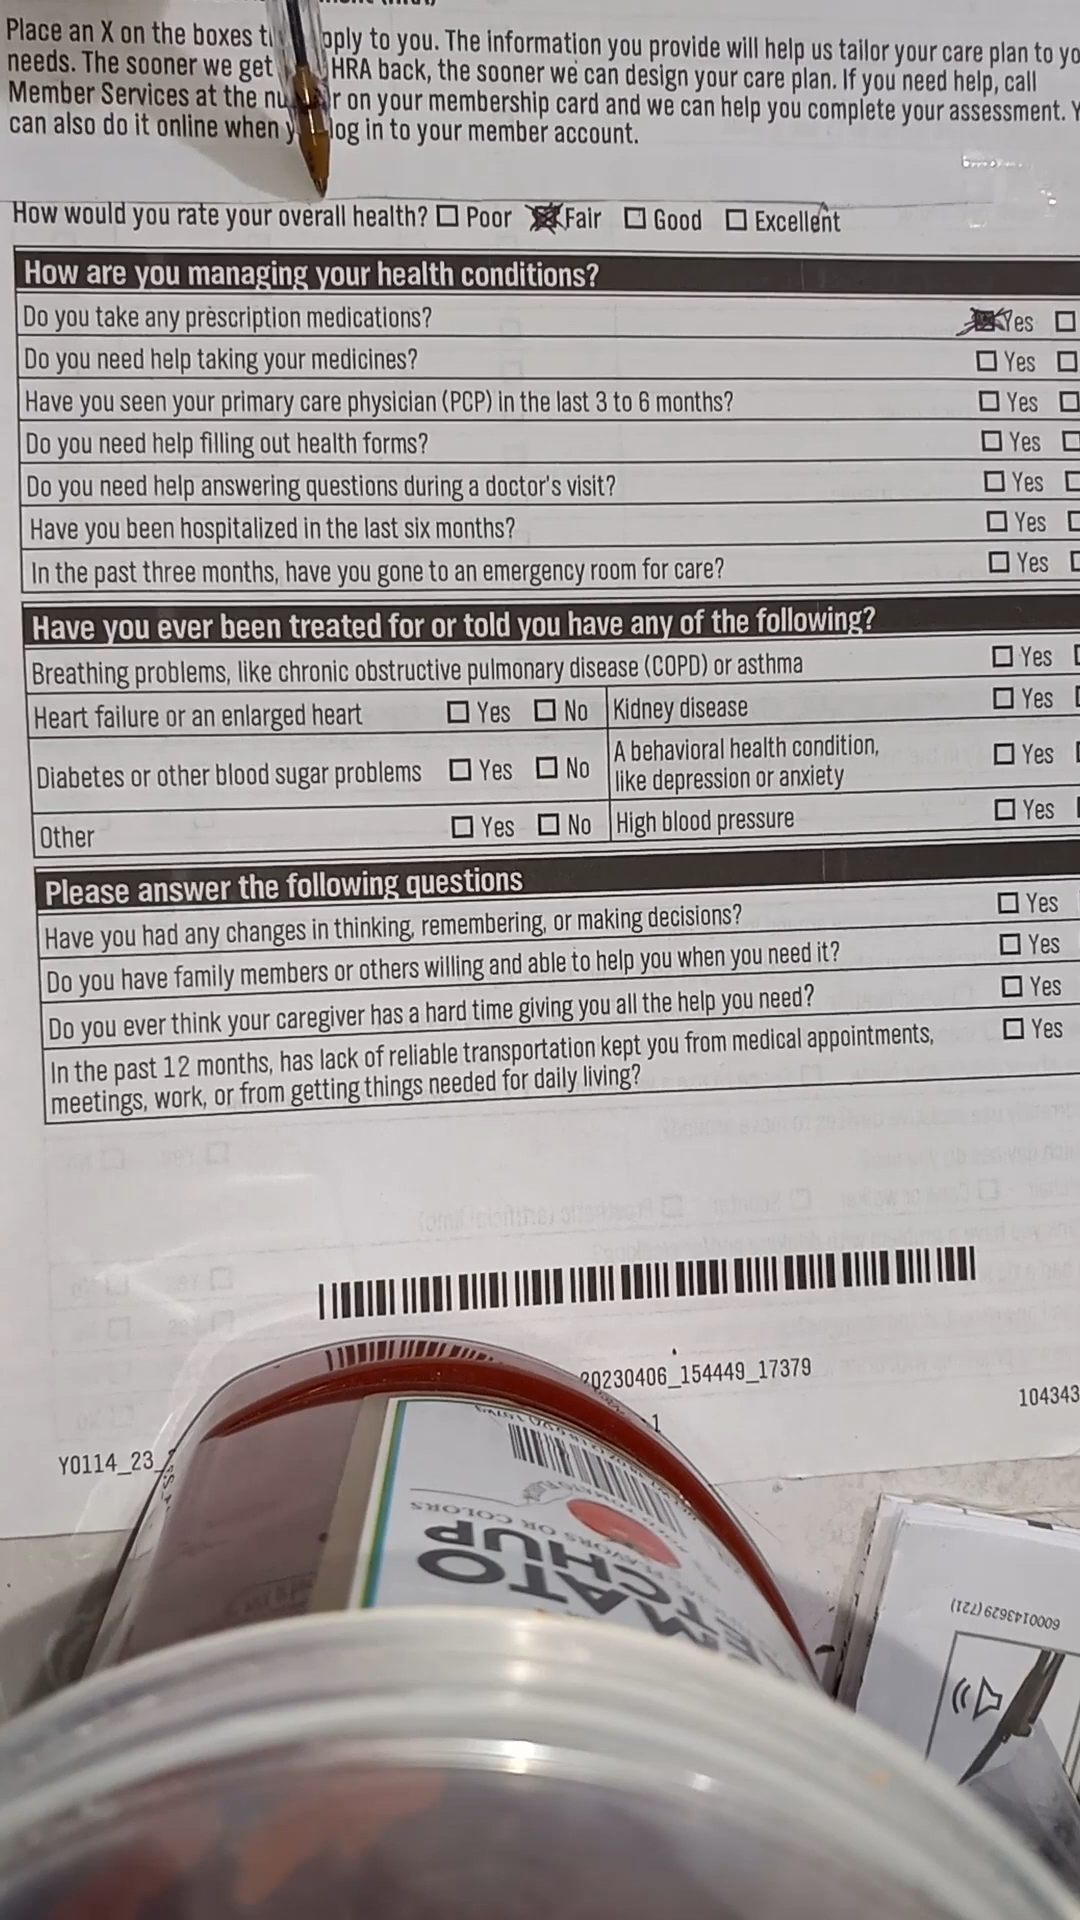 Place an X on the boxes t pply to you. The information you provide will help us tailor your care plan to yo
needs. The sooner we get HRA back, the sooner we can design your care plan. If you need help, call
Member Services at the nu r on your membership card and we can help you complete your assessment. Y
can also do it online when y log in to your member account.
How would you rate your overall health? Poor Fair Good Excellent
How are you managing your health conditions?
Do you take any prescription medications? Yes
Do you need help taking your medicines? Yes
Have you seen your primary care physician (PCP) in the last 3 to 6 months? Yes
Do you need help filling out health forms? Yes
Do you need help answering questions during a doctor's visit? Yes
Have you been hospitalized in the last six months? Yes
In the past three months, have you gone to an emergency room for care? Yes
Have you ever been treated for or told you have any of the following?
Breathing problems, like chronic obstructive pulmonary disease (COPD) or asthma Yes
Heart failure or an enlarged heart Yes No Kidney disease Yes
Diabetes or other blood sugar problems Yes No A behavioral health condition,
like depression or anxiety Yes
Other Yes No High blood pressure Yes
Please answer the following questions
Have you had any changes in thinking, remembering, or making decisions? Yes
Do you have family members or others willing and able to help you when you need it? Yes
Do you ever think your caregiver has a hard time giving you all the help you need? Yes
In the past 12 months, has lack of reliable transportation kept you from medical appointments, Yes
meetings, work, or from getting things needed for daily living?
20230406_154449_17379
104343
1
Y0114_23_
OR COLORS
MATO
TCHUP
6000143629 (721)